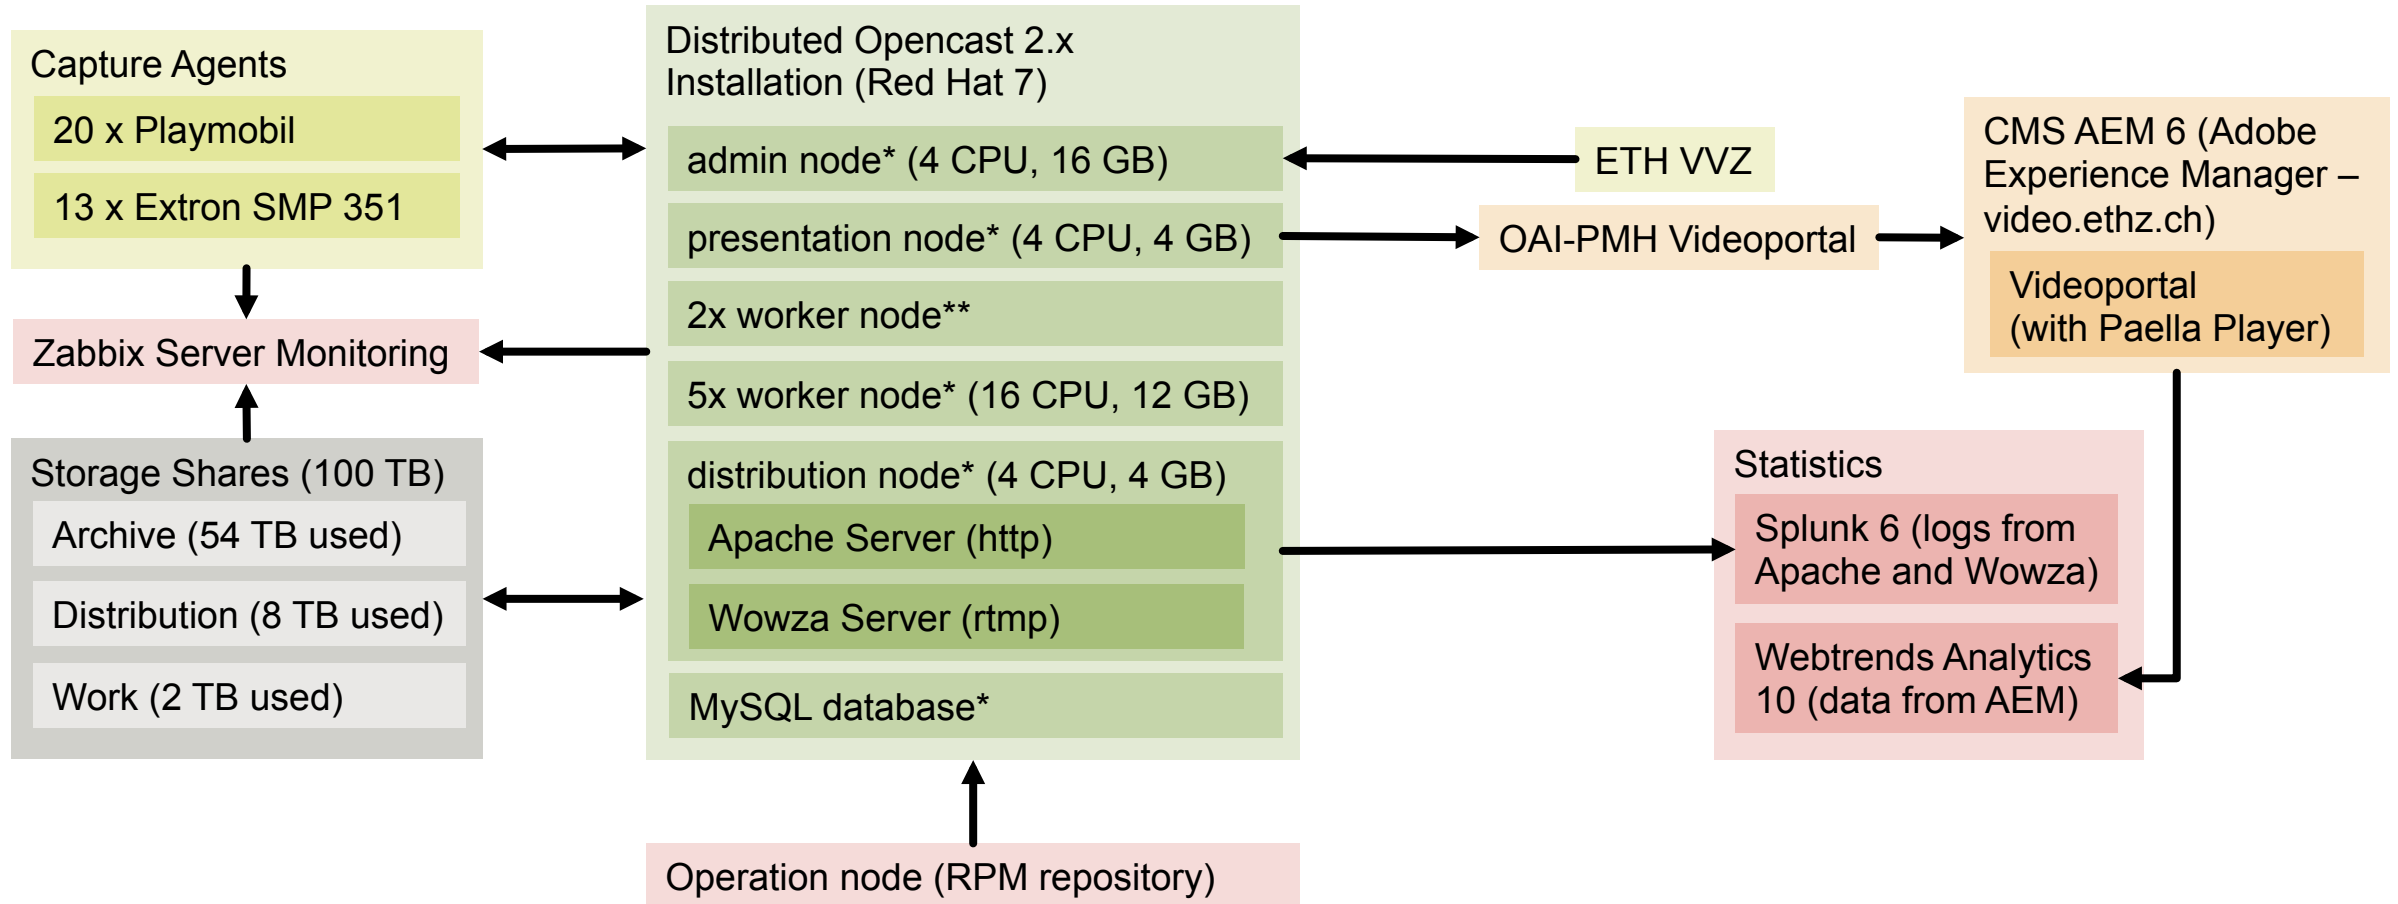 Capture Agents
20 x Playmobil
13 x Extron SMP 351
Zabbix Server Monitoring
Storage Shares (100 TB)
Archive (54 TB used)
Distribution (8 TB used)
Work (2 TB used)
Distributed Opencast 2.x
Installation (Red Hat 7)
admin node* (4 CPU, 16 GB)
presentation node* (4 CPU, 4 GB)
2x worker node**
5x worker node* (16 CPU, 12 GB)
distribution node* (4 CPU, 4 GB)
Apache Server (http)
Wowza Server (rtmp)
MySQL database*
Operation node (RPM repository)
ETH VVZ
OAI-PMH Videoportal
CMS AEM 6 (Adobe
Experience Manager –
video.ethz.ch)
Videoportal
(with Paella Player)
Statistics
Splunk 6 (logs from
Apache and Wowza)
Webtrends Analytics
10 (data from AEM)